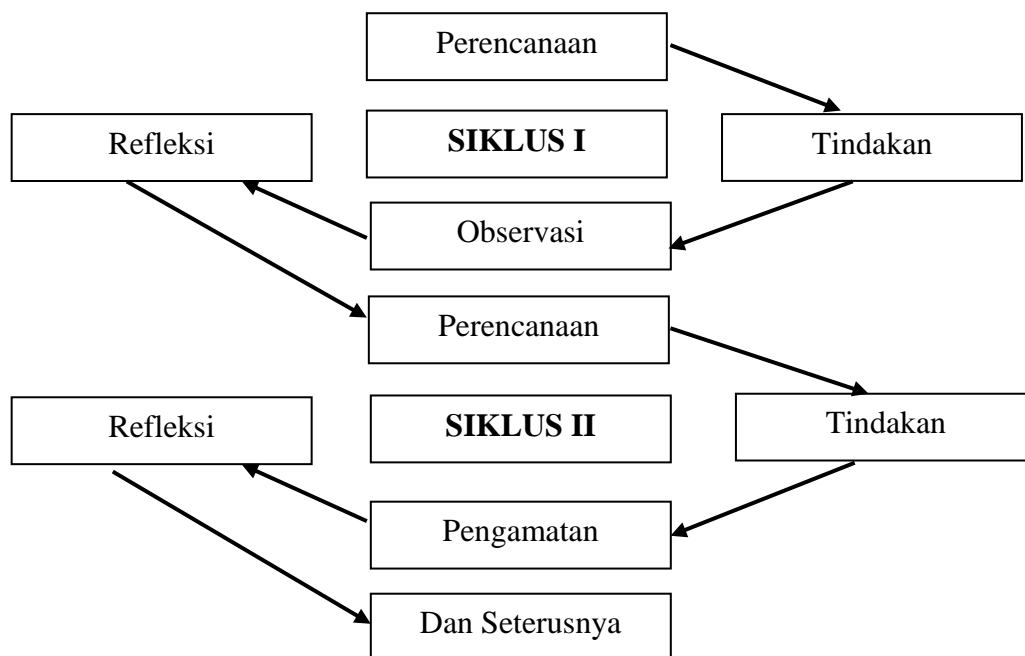 Perencanaan
Refleksi
SIKLUS I
Tindakan
Observasi
Perencanaan
Refleksi
SIKLUS II
Tindakan
Pengamatan
Dan Seterusnya